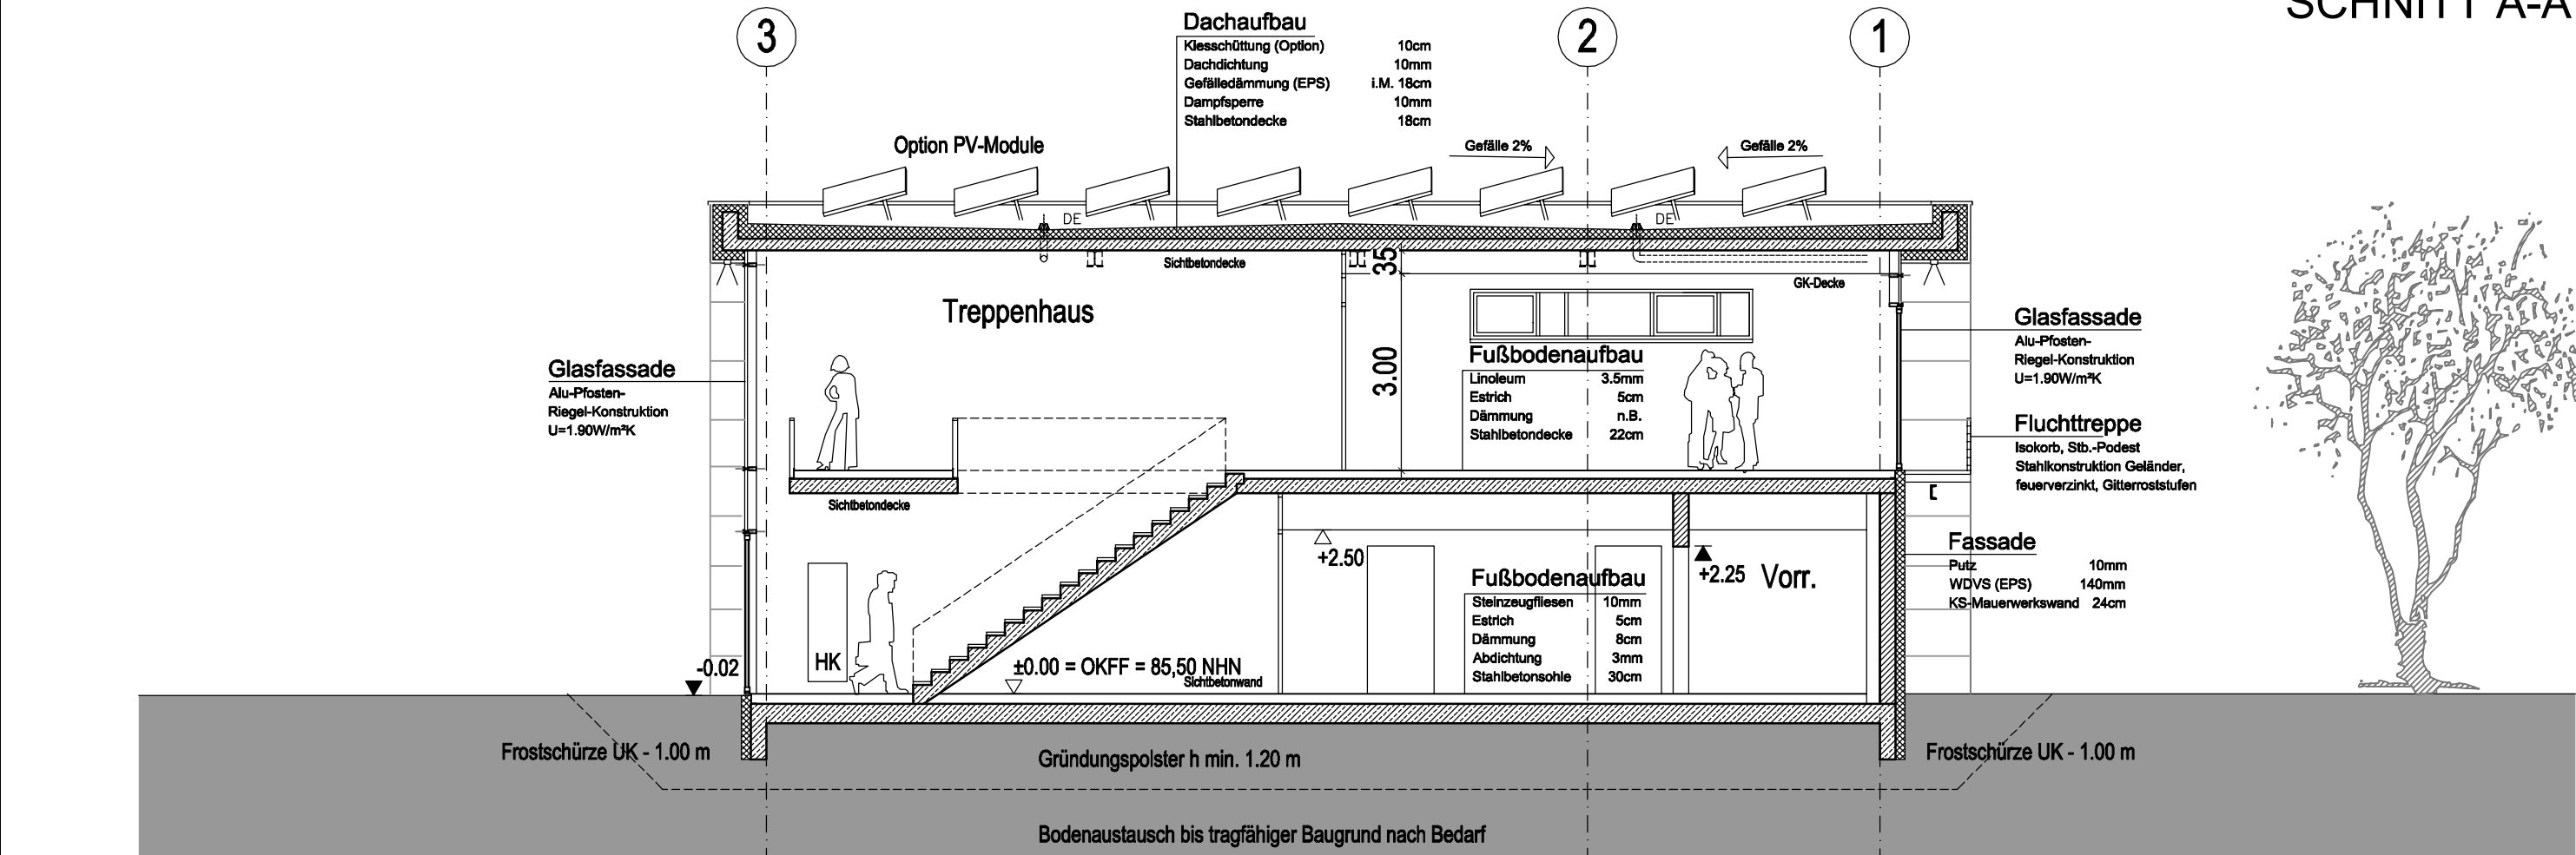 SCHNITT A-A
3
2
1
Dachaufbau
Kiesschüttung (Option) 10cm
Dachdichtung 10mm
Gefälledämmung (EPS) i.M. 18cm
Dampfsperre 10mm
Stahlbetondecke 18cm
Option PV-Module
Gefälle 2%
Gefälle 2%
DE
DE
Sichtbetondecke
35
GK-Decke
Treppenhaus
3.00
Glasfassade
Alu-Pfosten-
Riegel-Konstruktion
U=1.90W/m²K
Fußbodenaufbau
Linoleum 3.5mm
Estrich 5cm
Dämmung n.B.
Stahlbetondecke 22cm
Glasfassade
Alu-Pfosten-
Riegel-Konstruktion
U=1.90W/m²K
Fluchttreppe
Isokorb, Stb.-Podest
Stahlkonstruktion Geländer,
feuerverzinkt, Gitterroststufen
Sichtbetondecke
+2.50
+2.25
Vorr.
Fassade
Putz 10mm
WDVS (EPS) 140mm
KS-Mauerwerkswand 24cm
Fußbodenaufbau
Steinzeugfliesen 10mm
Estrich 5cm
Dämmung 8cm
Abdichtung 3mm
Stahlbetonsohle 30cm
HK
-0.02
±0.00 = OKFF = 85,50 NHN
Sichtbetonwand
Frostschürze UK - 1.00 m
Gründungspolster h min. 1.20 m
Frostschürze UK - 1.00 m
Bodenaustausch bis tragfähiger Baugrund nach Bedarf